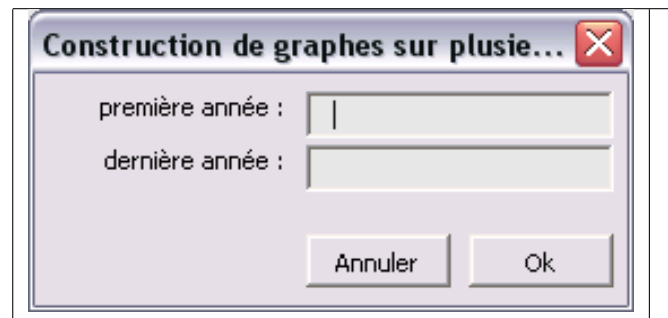 Construction de graphes sur plusie...
première année :
dernière année :
Annuler Ok